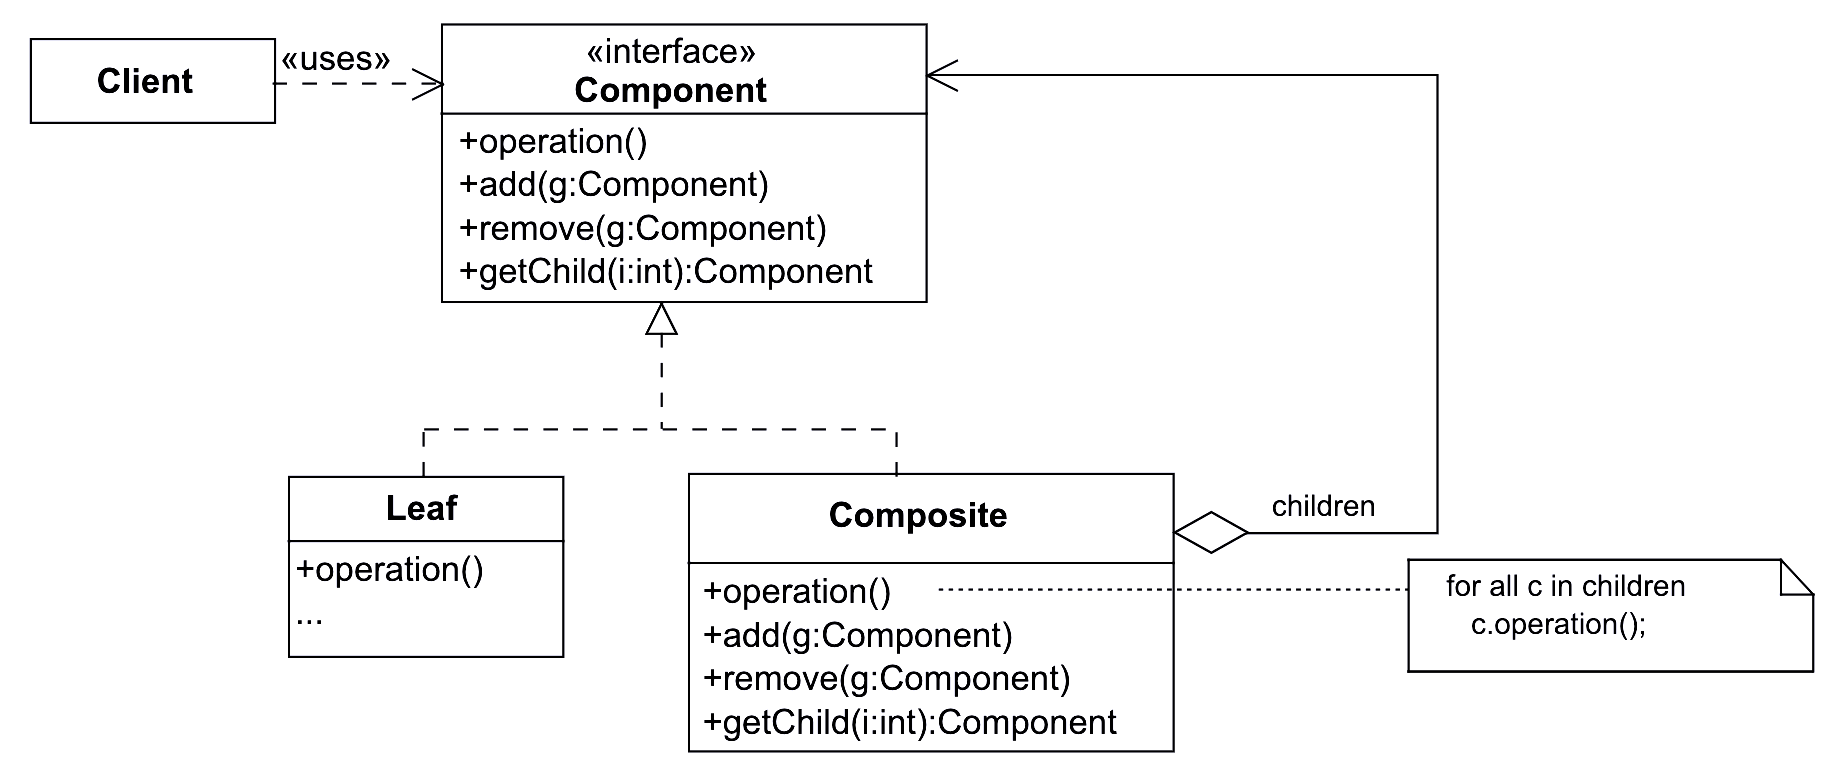 Client
«uses»
«interface»
Component
+operation()
+add(g:Component)
+remove(g:Component)
+getChild(i:int):Component
Leaf
+operation()
...
Composite
+operation()
+add(g:Component)
+remove(g:Component)
+getChild(i:int):Component
children
for all c in children
c.operation();